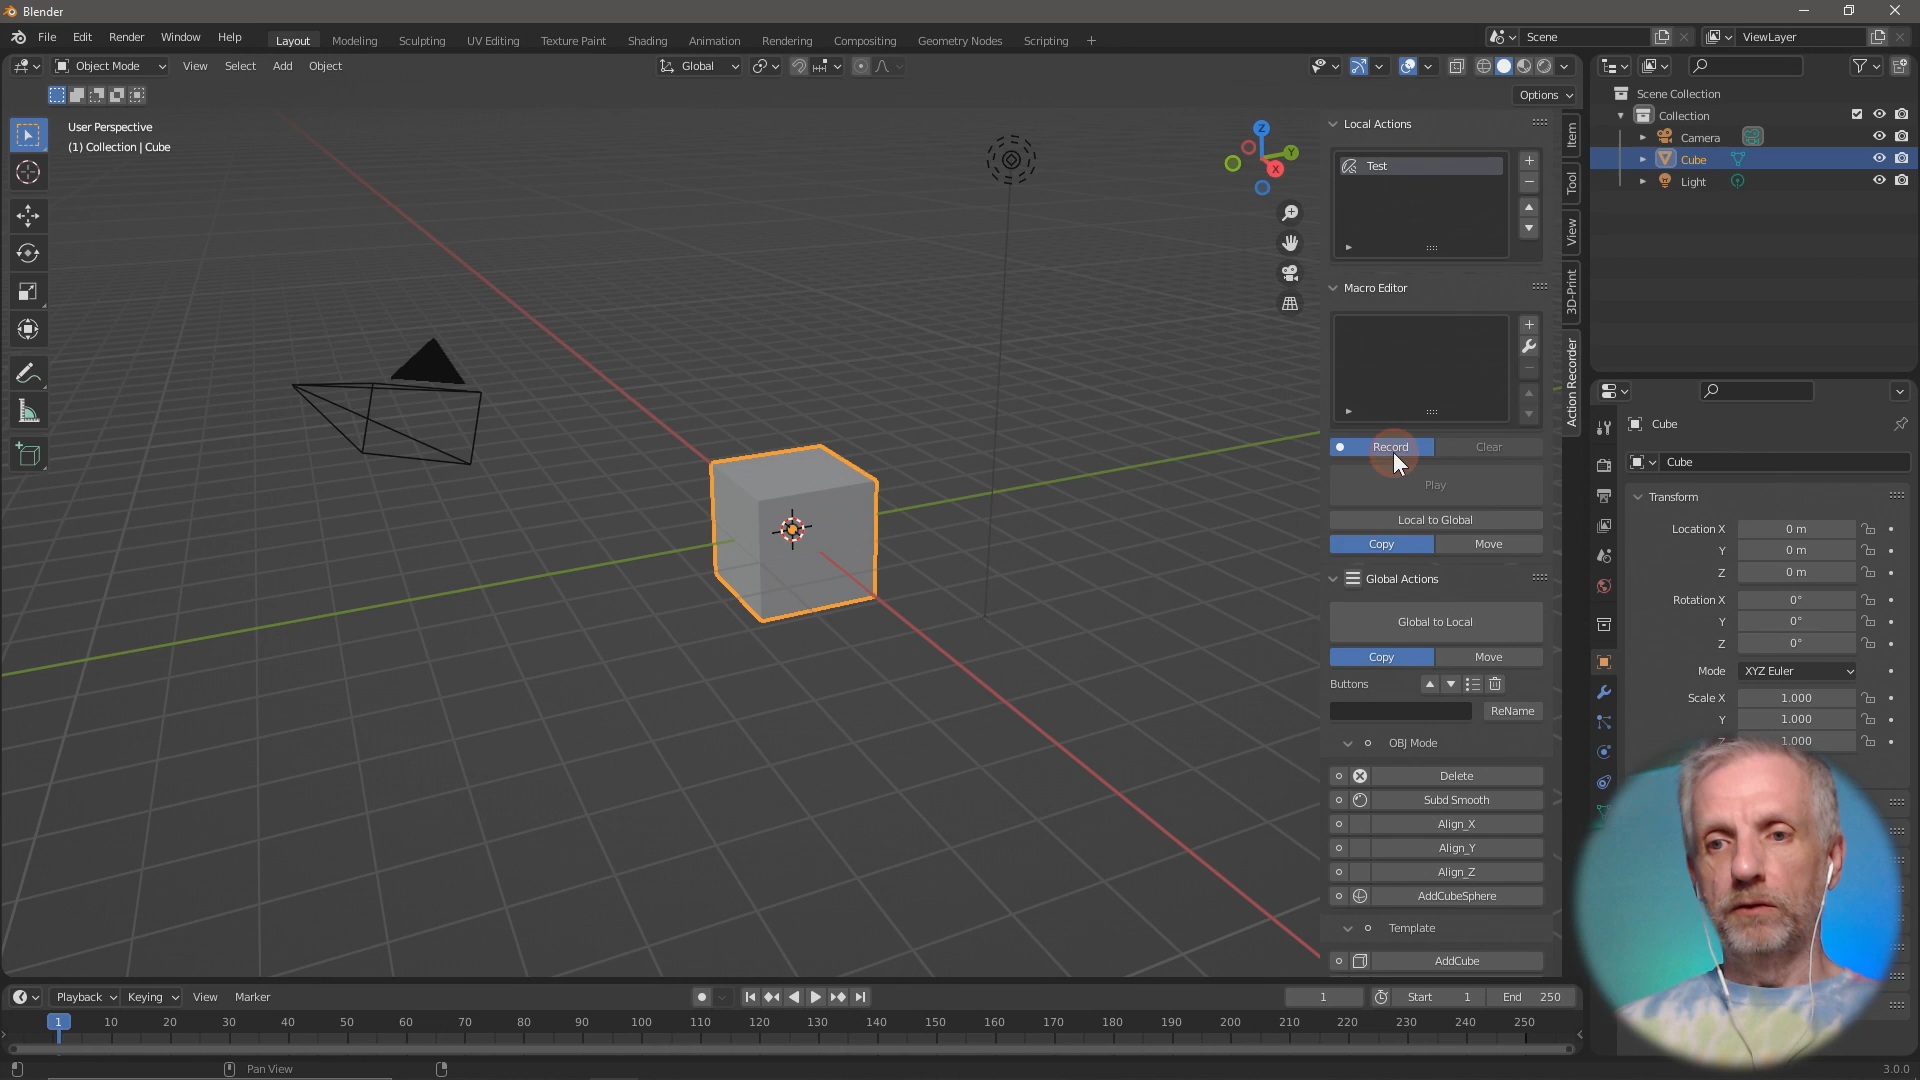 Blender
File Edit Render Window Help
Layout Modeling Sculpting UV Editing Texture Paint Shading Animation Rendering Compositing Geometry Nodes Scripting +
Scene
ViewLayer
Object Mode View Select Add Object
Global
Options
User Perspective
(1) Collection | Cube
Z
Y
X
Local Actions
Test
Macro Editor
Record Clear
Play
Local to Global
Copy Move
Global Actions
Global to Local
Copy Move
Buttons
ReName
OBJ Mode
Delete
Subd Smooth
Align_X
Align_Y
Align_Z
AddCubeSphere
Template
AddCube
Item
Tool
View
3D-Print
Action Recorder
Scene Collection
Collection
Camera
Cube
Light
Cube
Cube
Transform
Location X 0 m
Y 0 m
Z 0 m
Rotation X 0°
Y 0°
Z 0°
Mode XYZ Euler
Scale X 1.000
Y 1.000
Z 1.000
Playback Keying View Marker
1 Start 1 End 250
1 10 20 30 40 50 60 70 80 90 100 110 120 130 140 150 160 170 180 190 200 210 220 230 240 250
Pan View
3.0.0